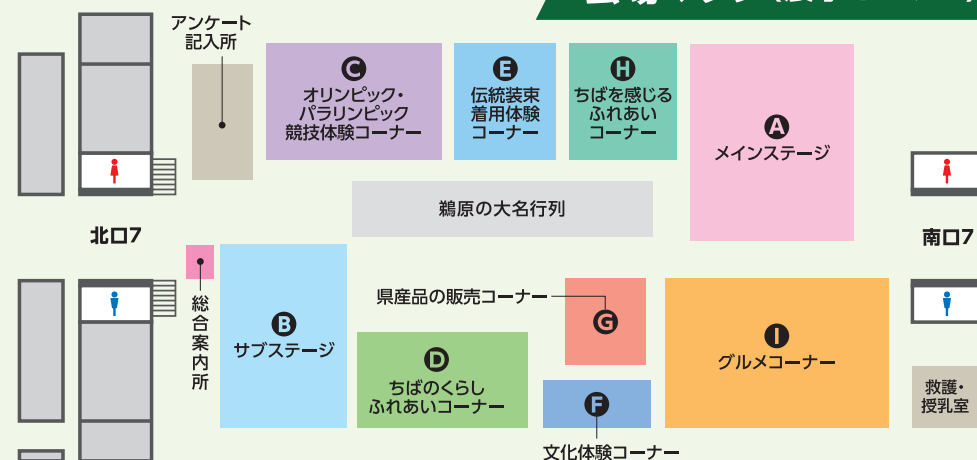 アンケート
記入所
C
オリンピック・
パラリンピック
競技体験コーナー
E
伝統装束
着用体験
コーナー
H
ちばを感じる
ふれあい
コーナー
A
メインステージ
鵜原の大名行列
北口7
南口7
総合案内所
B
サブステージ
県産品の販売コーナー
G
I
グルメコーナー
D
ちばのくらし
ふれあいコーナー
F
文化体験コーナー
救護・
授乳室